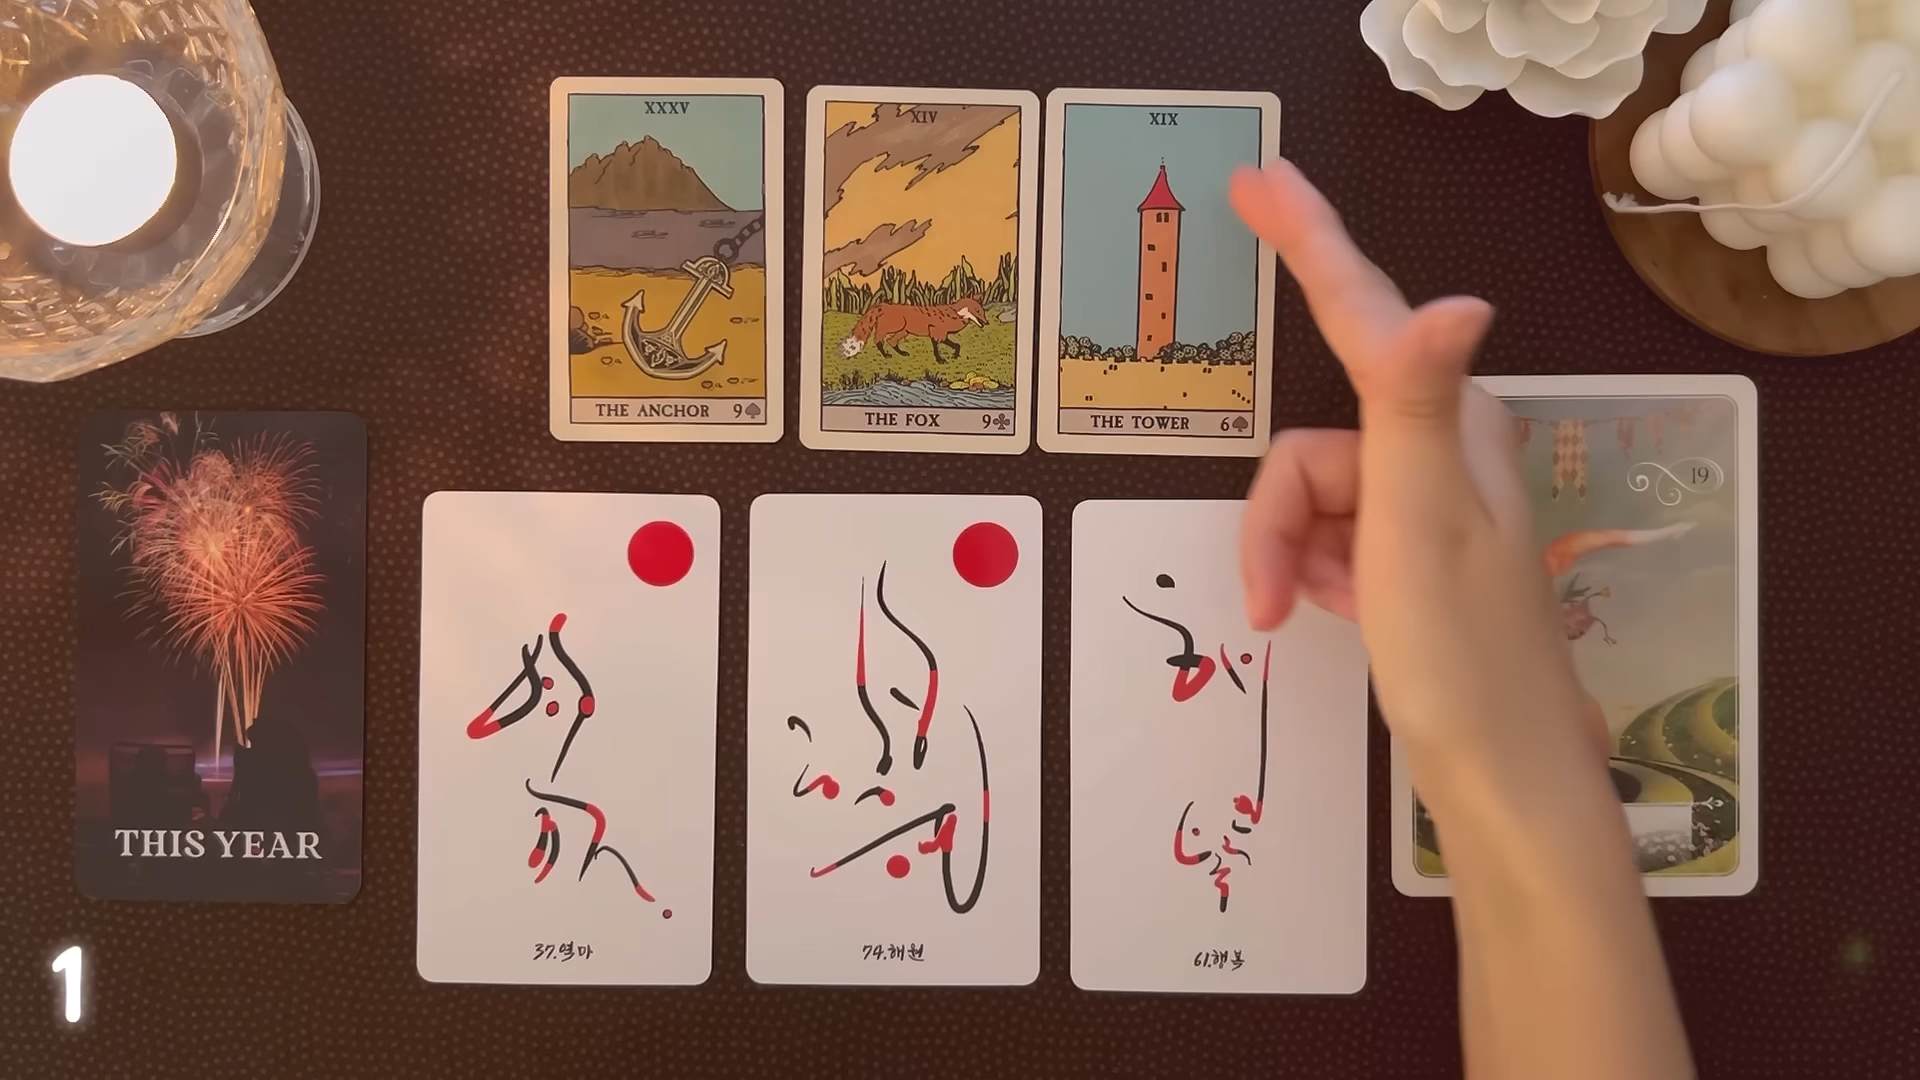 XXXV
THE ANCHOR 9
XIV
THE FOX 9
XIX
THE TOWER 6
19
THIS YEAR
37.역마
74.해원
61.행복
1